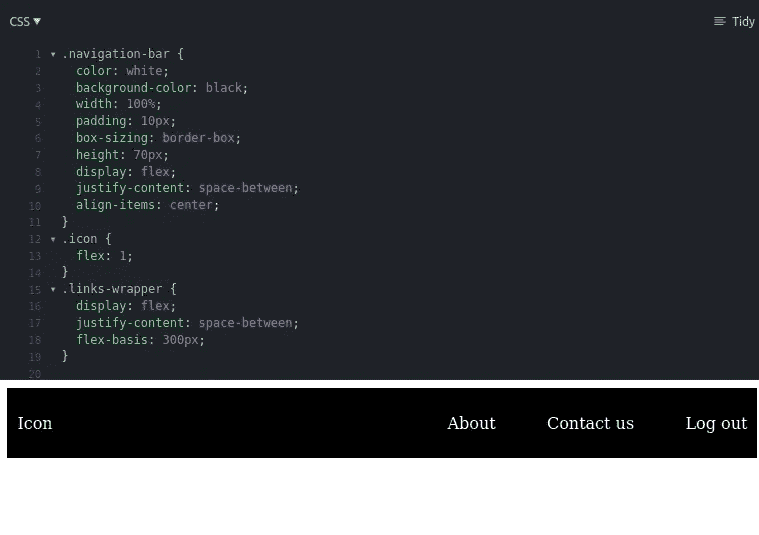 CSS▼
Tidy
1 ▾ .navigation-bar {
2 color: white;
3 background-color: black;
4 width: 100%;
5 padding: 10px;
6 box-sizing: border-box;
7 height: 70px;
8 display: flex;
9 justify-content: space-between;
10 align-items: center;
11 }
12 ▾ .icon {
13 flex: 1;
14 }
15 ▾ .links-wrapper {
16 display: flex;
17 justify-content: space-between;
18 flex-basis: 300px;
19 }
20
Icon About Contact us Log out